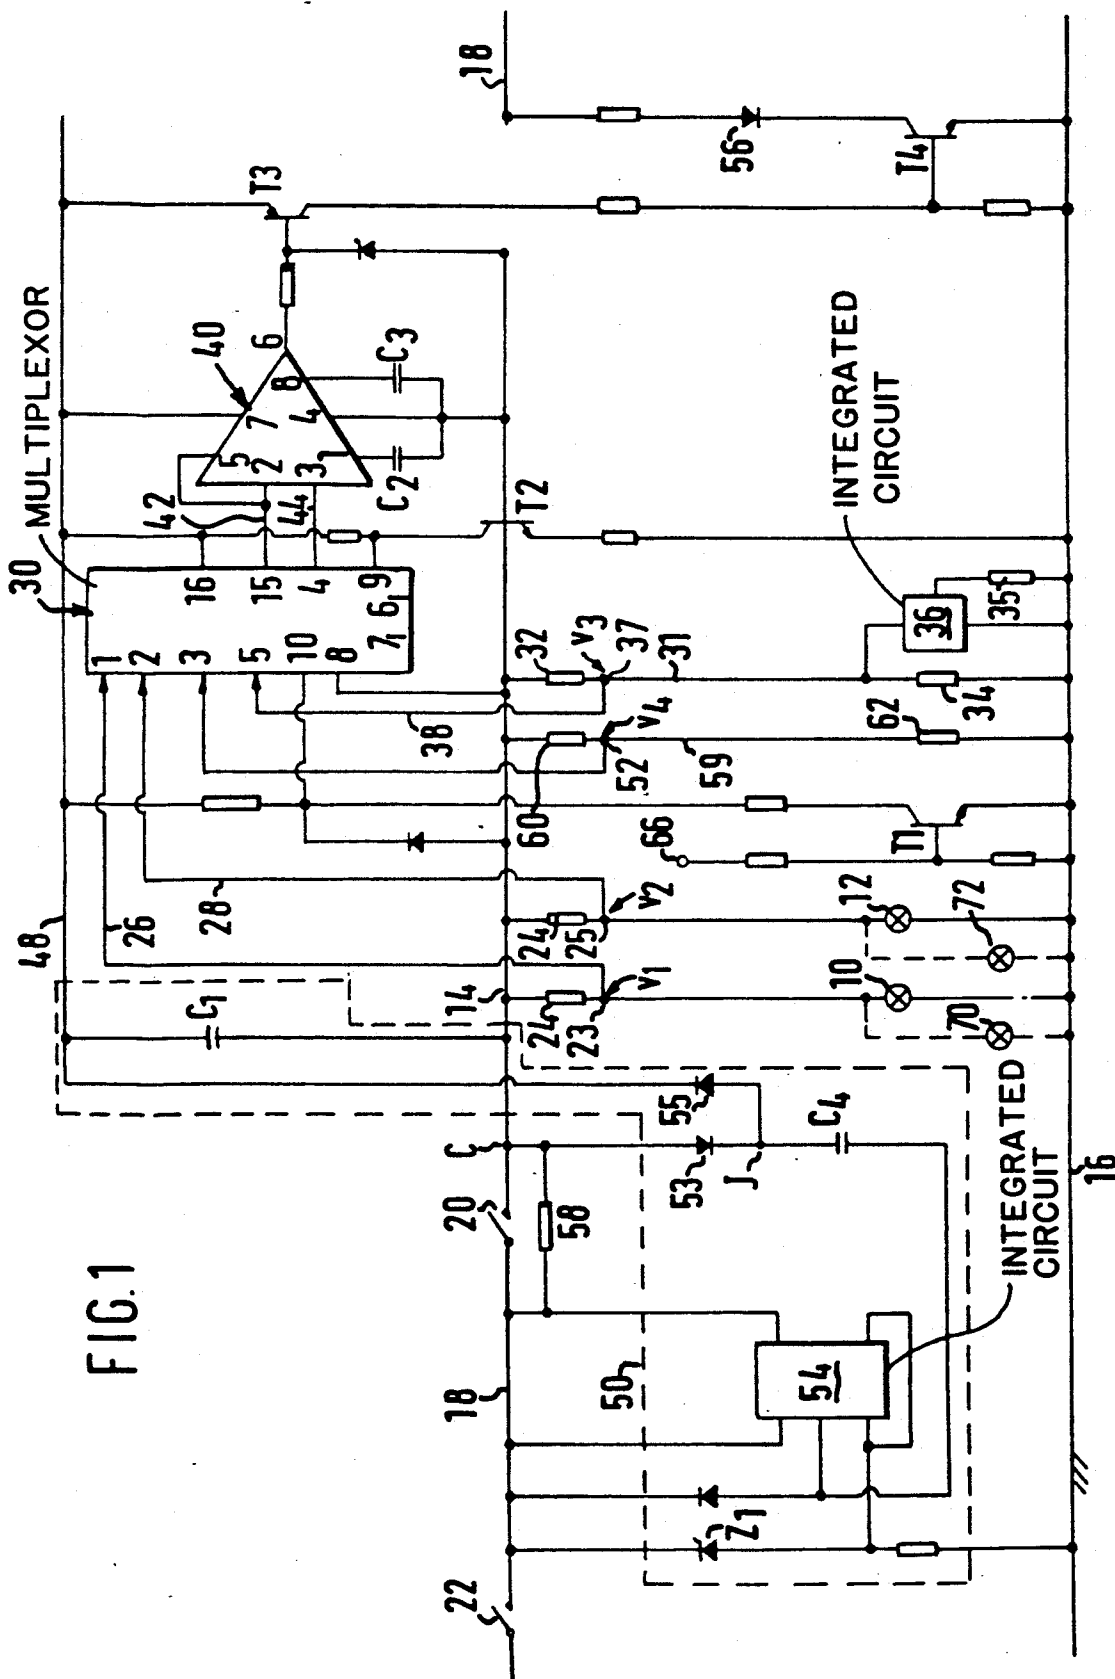 FIG.1
22
18
20
C
14
48
C1
26
28
30
MULTIPLEXOR
1
2
3
5
10
8
7
6
16
15
4
9
42
44
5
2
3
1
7
4
8
6
40
C2
C3
T3
18
56
T4
T2
INTEGRATED
CIRCUIT
36
35
34
32
V3
37
31
38
V4
52
59
60
62
66
T1
24
25
V2
12
72
24
23
V1
10
70
55
53
J
C4
58
50
54
Z1
INTEGRATED
CIRCUIT
16